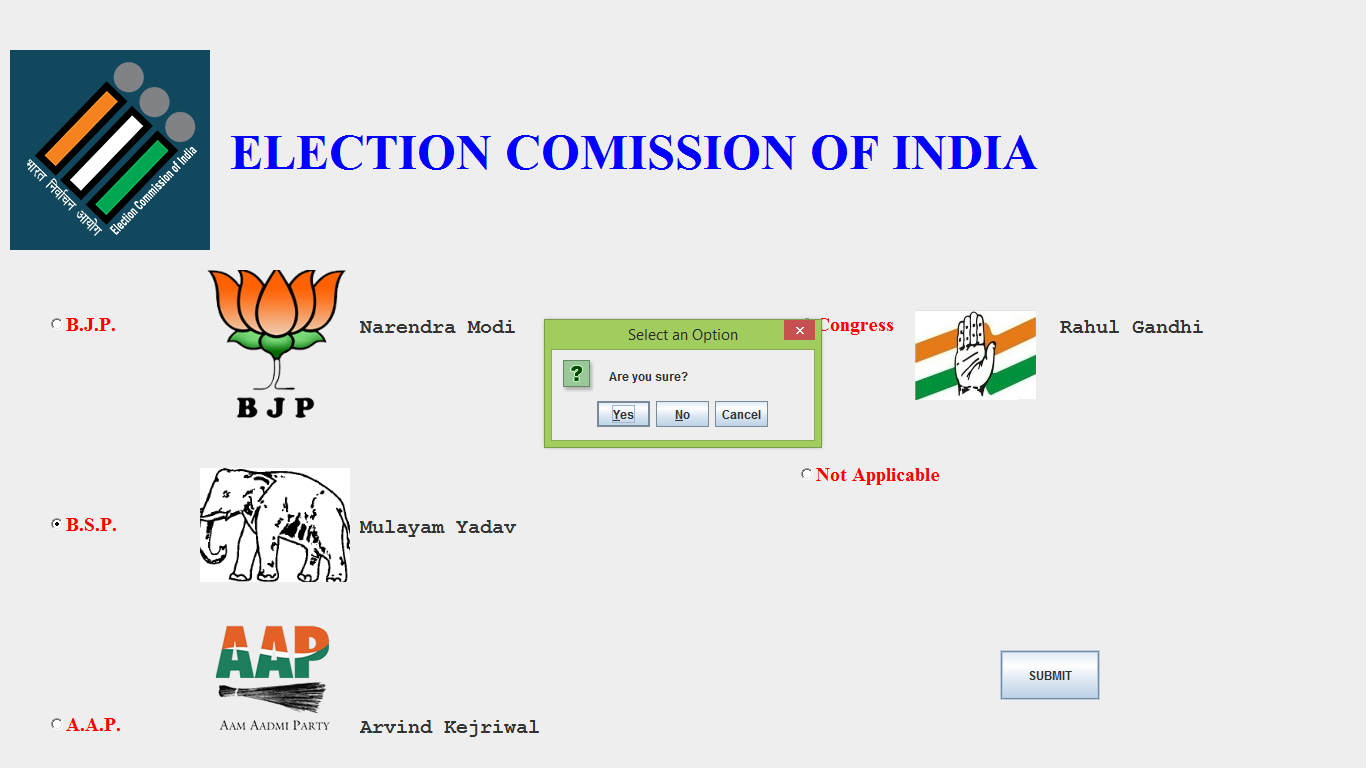 ELECTION COMISSION OF INDIA
भारत निर्वाचन आयोग
Election Commission of India
B.J.P.
BJP
Narendra Modi
Select an Option
Are you sure?
?
Yes
No
Cancel
Congress
Rahul Gandhi
Not Applicable
B.S.P.
Mulayam Yadav
AAP
AAM AADMI PARTY
A.A.P.
Arvind Kejriwal
SUBMIT